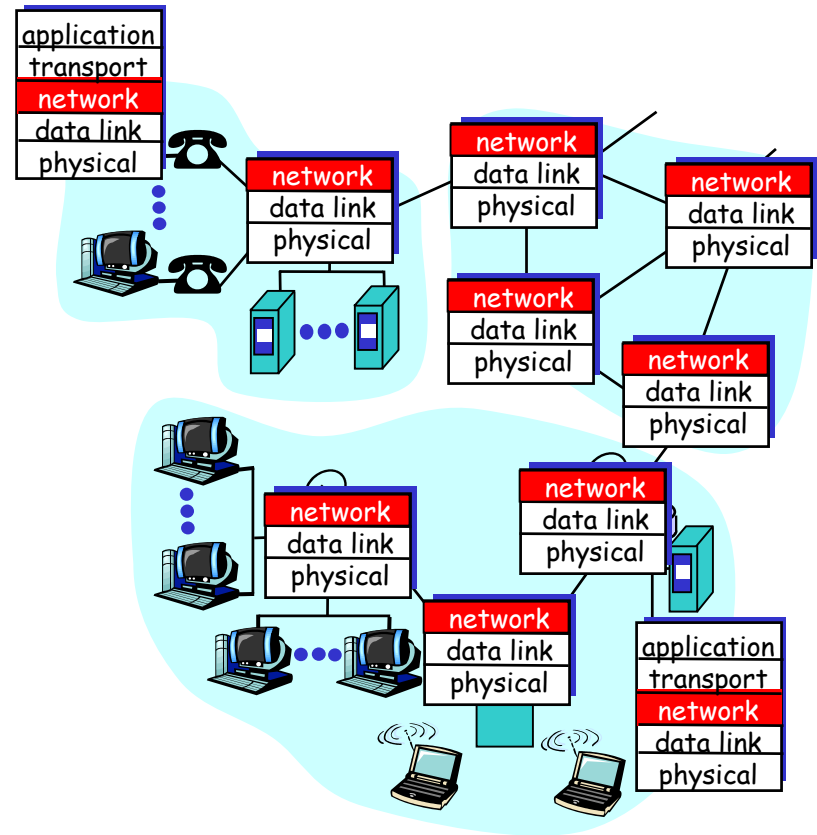 application
transport
network
data link
physical
network
data link
physical
network
data link
physical
network
data link
physical
network
data link
physical
network
data link
physical
network
data link
physical
network
data link
physical
network
data link
physical
application
transport
network
data link
physical